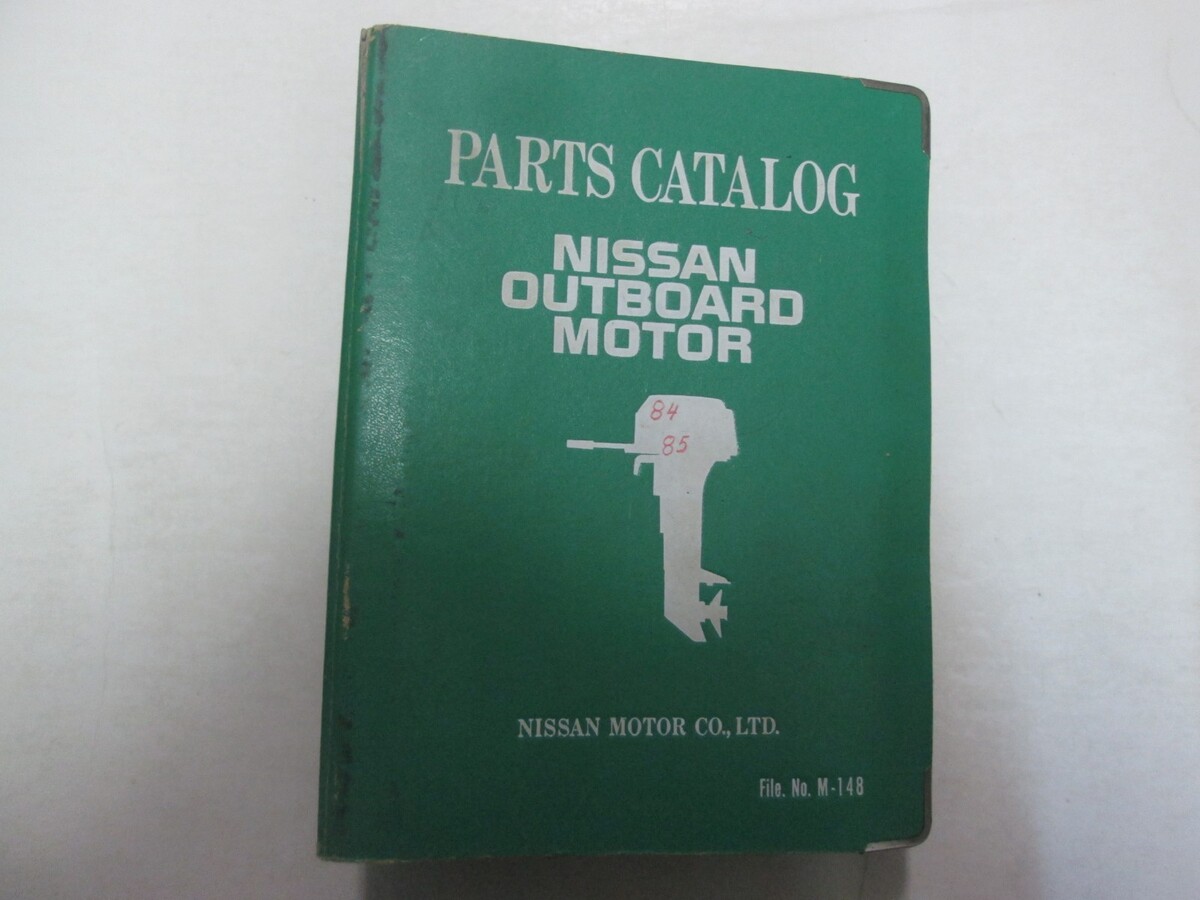 PARTS CATALOG
NISSAN
OUTBOARD
MOTOR
84
85
NISSAN MOTOR CO., LTD.
File. No. M-148